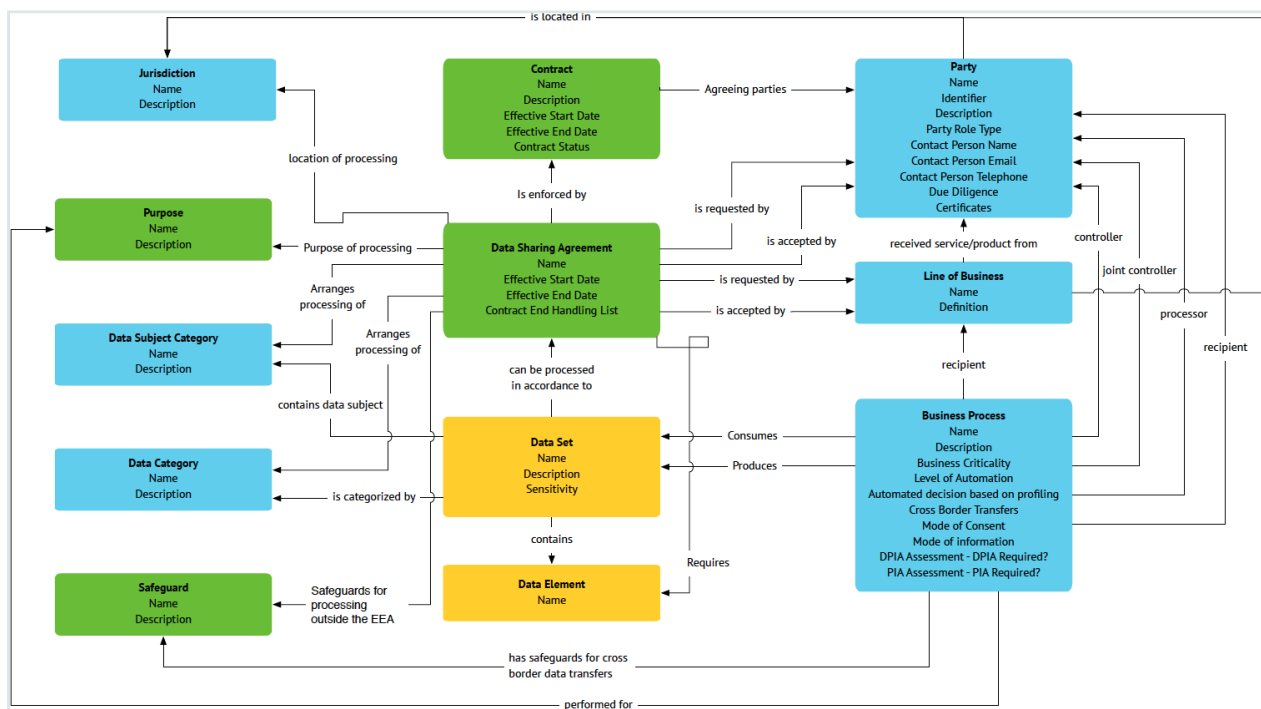 is located in
Jurisdiction
Name
Description
Contract
Name
Description
Effective Start Date
Effective End Date
Contract Status
Agreeing parties
Party
Name
Identifier
Description
Party Role Type
Contact Person Name
Contact Person Email
Contact Person Telephone
Due Diligence
Certificates
location of processing
Is enforced by
is requested by
is accepted by
received service/product from
controller
joint controller
processor
recipient
Purpose
Name
Description
Purpose of processing
Data Sharing Agreement
Name
Effective Start Date
Effective End Date
Contract End Handling List
is requested by
is accepted by
Line of Business
Name
Definition
Arranges
processing of
Arranges
processing of
Data Subject Category
Name
Description
contains data subject
can be processed
in accordance to
recipient
Data Category
Name
Description
is categorized by
Data Set
Name
Description
Sensitivity
Consumes
Produces
Business Process
Name
Description
Business Criticality
Level of Automation
Automated decision based on profiling
Cross Border Transfers
Mode of Consent
Mode of information
DPIA Assessment - DPIA Required?
PIA Assessment - PIA Required?
contains
Requires
Safeguard
Name
Description
Safeguards for
processing
outside the EEA
Data Element
Name
has safeguards for cross
border data transfers
performed for